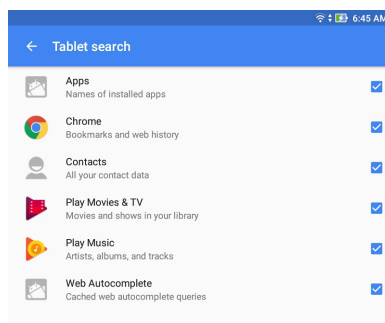 6:45 AM
Tablet search
Apps
Names of installed apps
Chrome
Bookmarks and web history
Contacts
All your contact data
Play Movies & TV
Movies and shows in your library
Play Music
Artists, albums, and tracks
Web Autocomplete
Cached web autocomplete queries